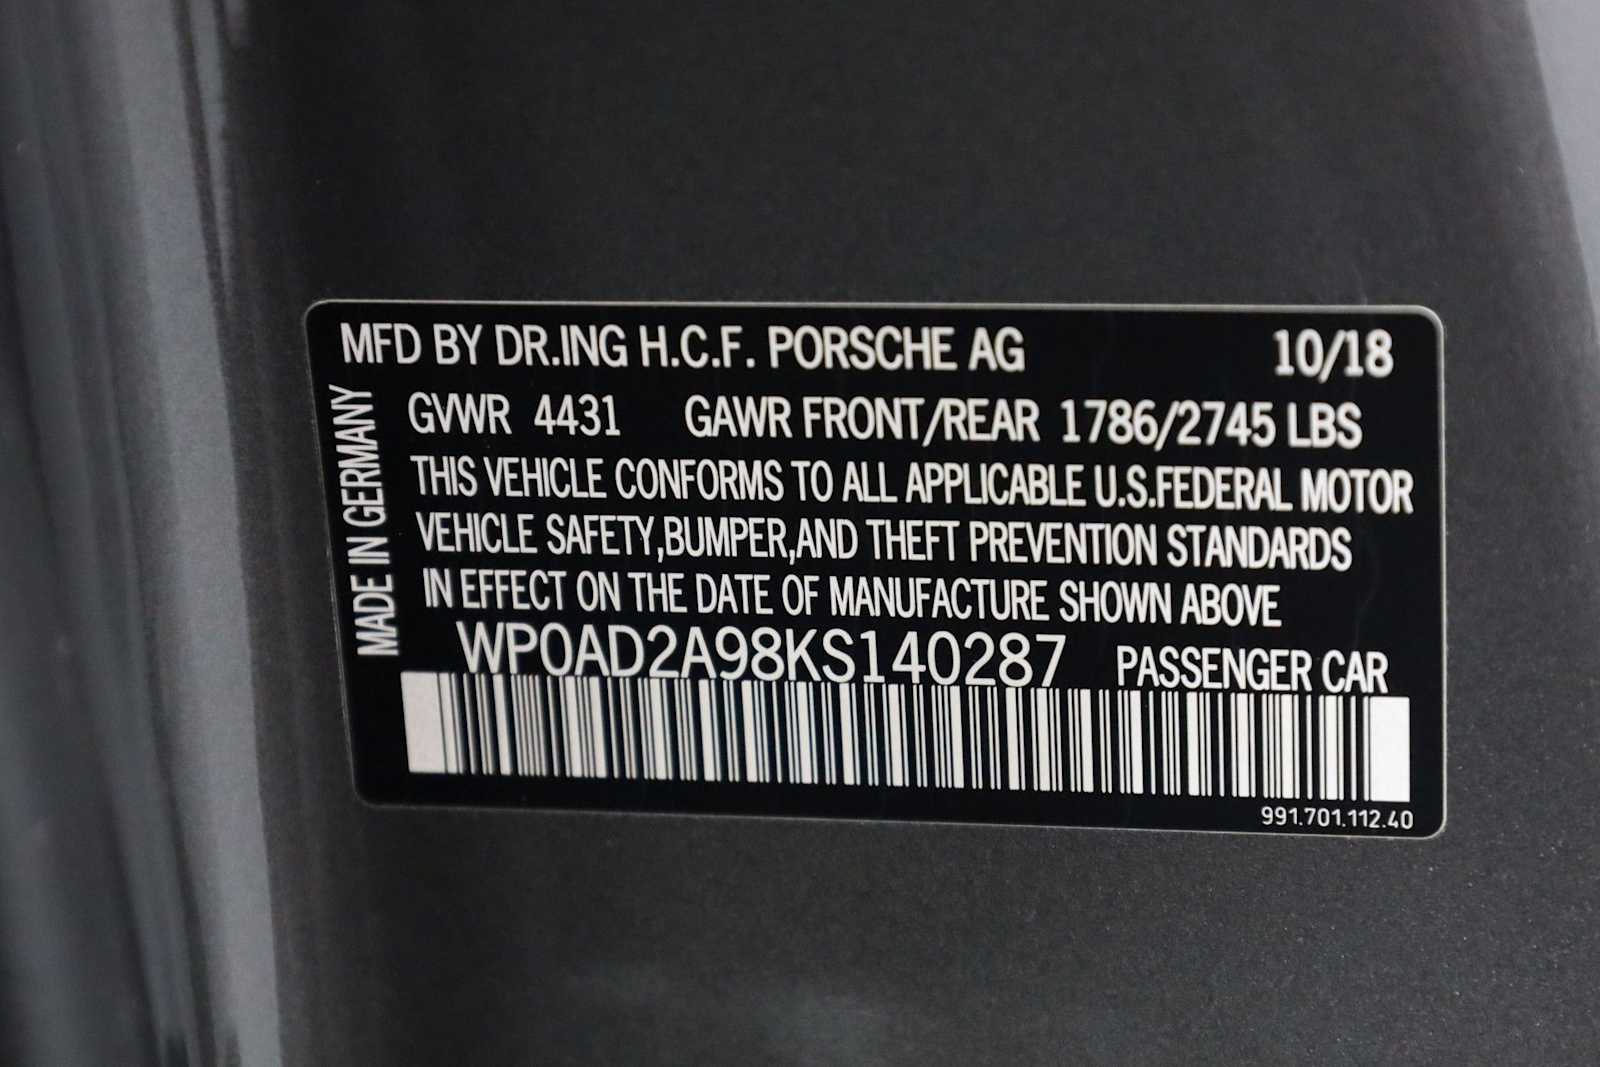 MFD BY DR.ING H.C.F. PORSCHE AG 10/18
MADE IN GERMANY
GVWR 4431 GAWR FRONT/REAR 1786/2745 LBS
THIS VEHICLE CONFORMS TO ALL APPLICABLE U.S.FEDERAL MOTOR
VEHICLE SAFETY,BUMPER,AND THEFT PREVENTION STANDARDS
IN EFFECT ON THE DATE OF MANUFACTURE SHOWN ABOVE
WP0AD2A98KS140287 PASSENGER CAR
991.701.112.40